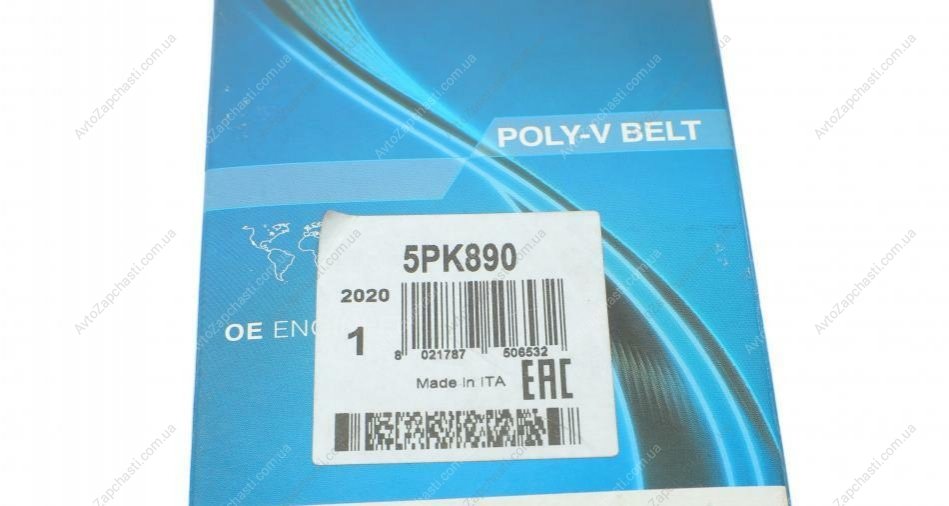 POLY-V BELT
5PK890
2020
1
8 021787 506532
OE ENG
Made in ITA
EAC
AvtoZapchasti.com.ua